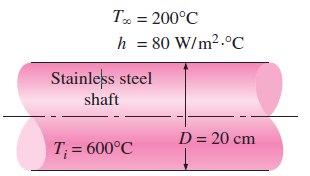 T∞ = 200°C
h = 80 W/m².°C
Stainless steel
shaft
Tᵢ = 600°C
D = 20 cm